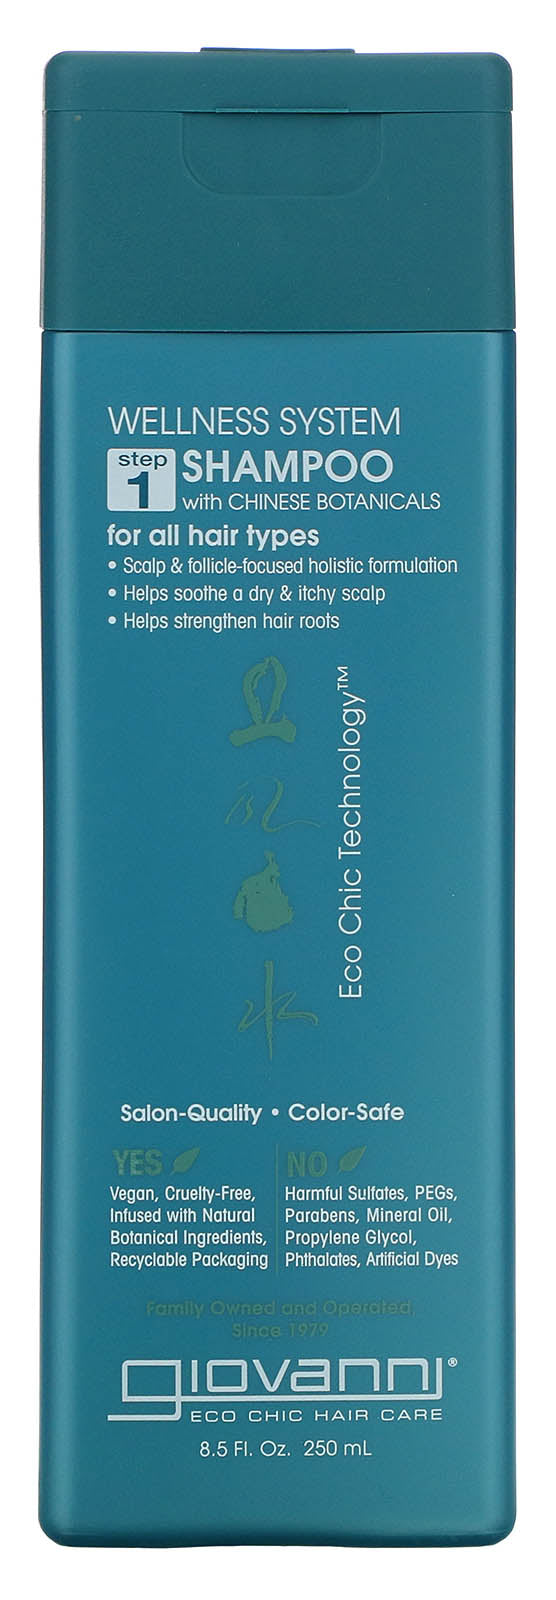 WELLNESS SYSTEM
step 1 SHAMPOO
with CHINESE BOTANICALS
for all hair types
• Scalp & follicle-focused holistic formulation
• Helps soothe a dry & itchy scalp
• Helps strengthen hair roots
Eco Chic Technology™
水
Salon-Quality • Color-Safe
YES
Vegan, Cruelty-Free,
Infused with Natural
Botanical Ingredients,
Recyclable Packaging
NO
Harmful Sulfates, PEGs,
Parabens, Mineral Oil,
Propylene Glycol,
Phthalates, Artificial Dyes
Family Owned and Operated,
Since 1979
giovanni®
ECO CHIC HAIR CARE
8.5 Fl. Oz. 250 mL